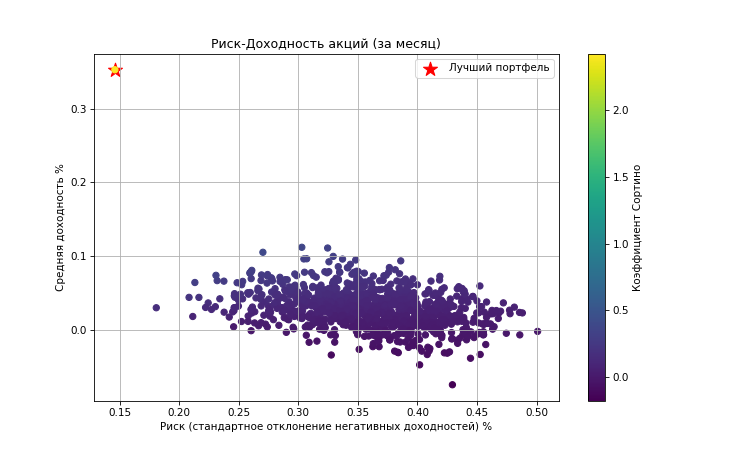 Риск-Доходность акций (за месяц)
Лучший портфель
Средняя доходность %
0.3
0.2
0.1
0.0
0.15 0.20 0.25 0.30 0.35 0.40 0.45 0.50
Риск (стандартное отклонение негативных доходностей) %
2.0
1.5
1.0
0.5
0.0
Коэффициент Сортино